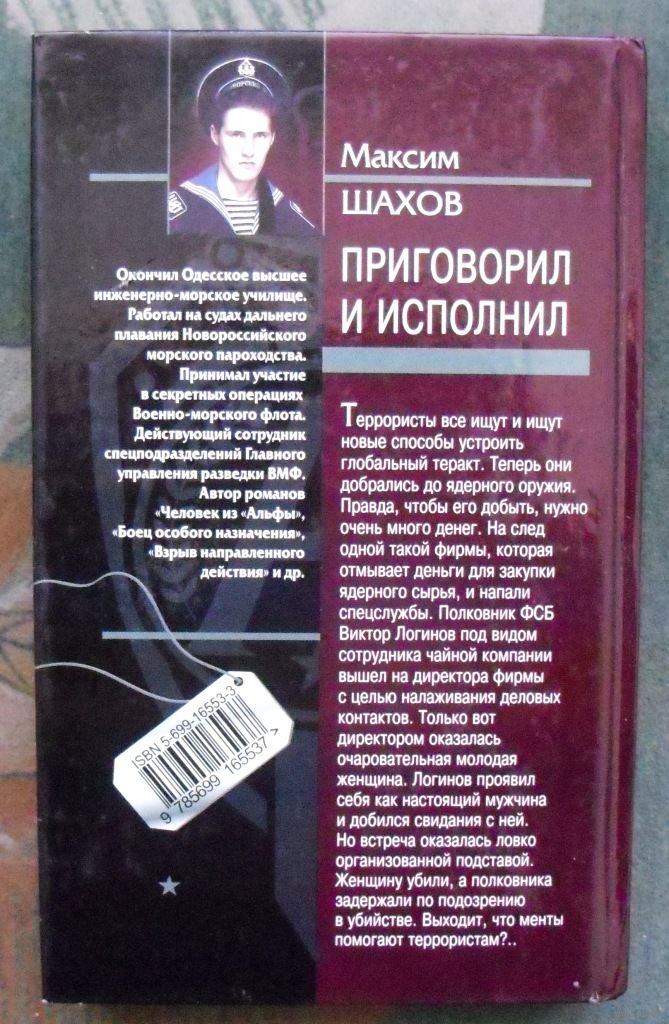 Максим
ШАХОВ
ПРИГОВОРИЛ
И ИСПОЛНИЛ
Окончил Одесское высшее
инженерно-морское училище.
Работал на судах дальнего
плавания Новороссийского
морского пароходства.
Принимал участие
в секретных операциях
Военно-морского флота.
Действующий сотрудник
спецподразделений Главного
управления разведки ВМФ.
Автор романов
«Человек из «Альфы»,
«Боец особого назначения»,
«Взрыв направленного
действия» и др.
Террористы все ищут и ищут
новые способы устроить
глобальный теракт. Теперь они
добрались до ядерного оружия.
Правда, чтобы его добыть, нужно
очень много денег. На след
одной такой фирмы, которая
отмывает деньги для закупки
ядерного сырья, и напали
спецслужбы. Полковник ФСБ
Виктор Логинов под видом
сотрудника чайной компании
вышел на директора фирмы
с целью налаживания деловых
контактов. Только вот
директором оказалась
очаровательная молодая
женщина. Логинов проявил
себя как настоящий мужчина
и добился свидания с ней.
Но встреча оказалась ловко
организованной подставой.
Женщину убили, а полковника
задержали по подозрению
в убийстве. Выходит, что менты
помогают террористам?..
ISBN 5-699-16553-3
9 785699 165537 >